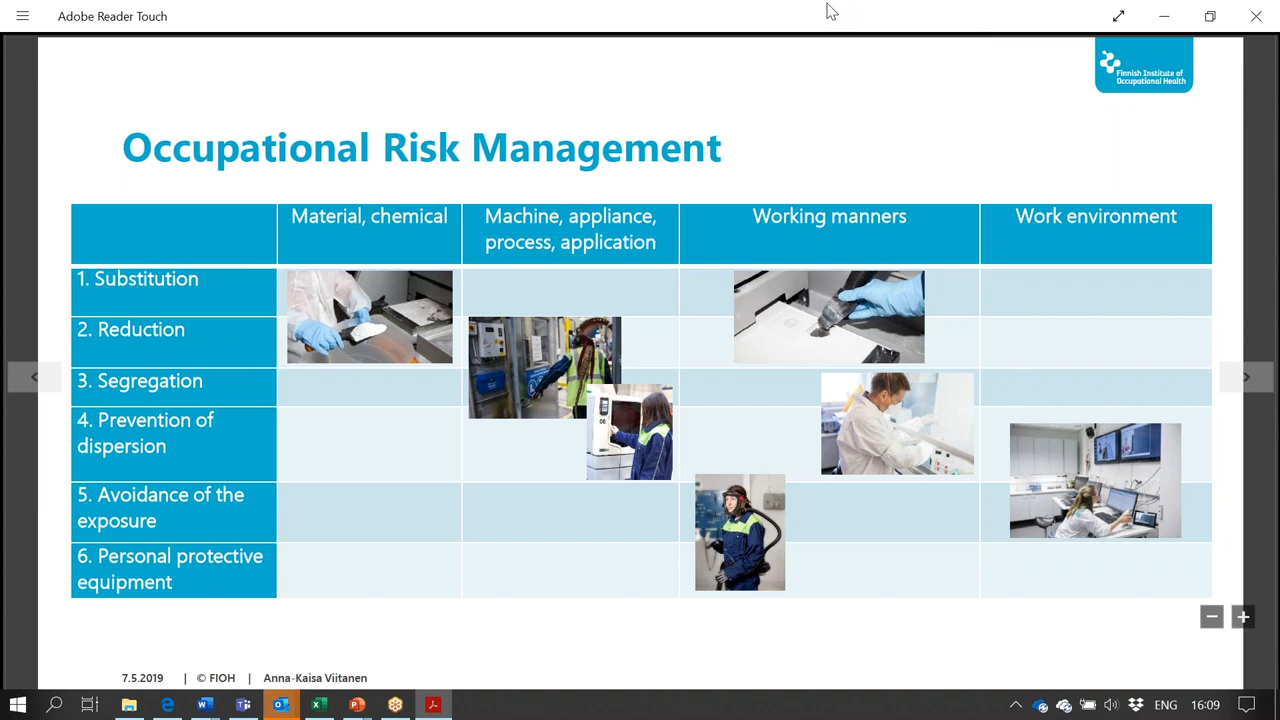 Adobe Reader Touch
Finnish Institute of
Occupational Health
Occupational Risk Management
Material, chemical
Machine, appliance,
process, application
Working manners
Work environment
1. Substitution
2. Reduction
3. Segregation
4. Prevention of
dispersion
5. Avoidance of the
exposure
6. Personal protective
equipment
06
7.5.2019 | © FIOH | Anna-Kaisa Viitanen
ENG 16:09